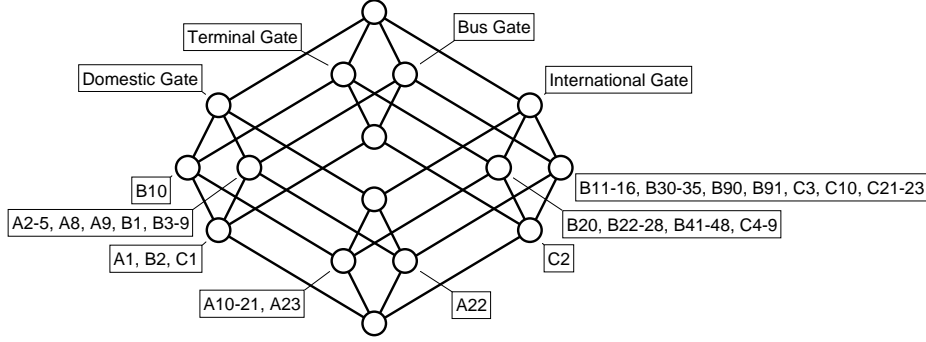 Bus Gate
Terminal Gate
Domestic Gate
International Gate
B10
B11-16, B30-35, B90, B91, C3, C10, C21-23
A2-5, A8, A9, B1, B3-9
B20, B22-28, B41-48, C4-9
A1, B2, C1
C2
A10-21, A23
A22